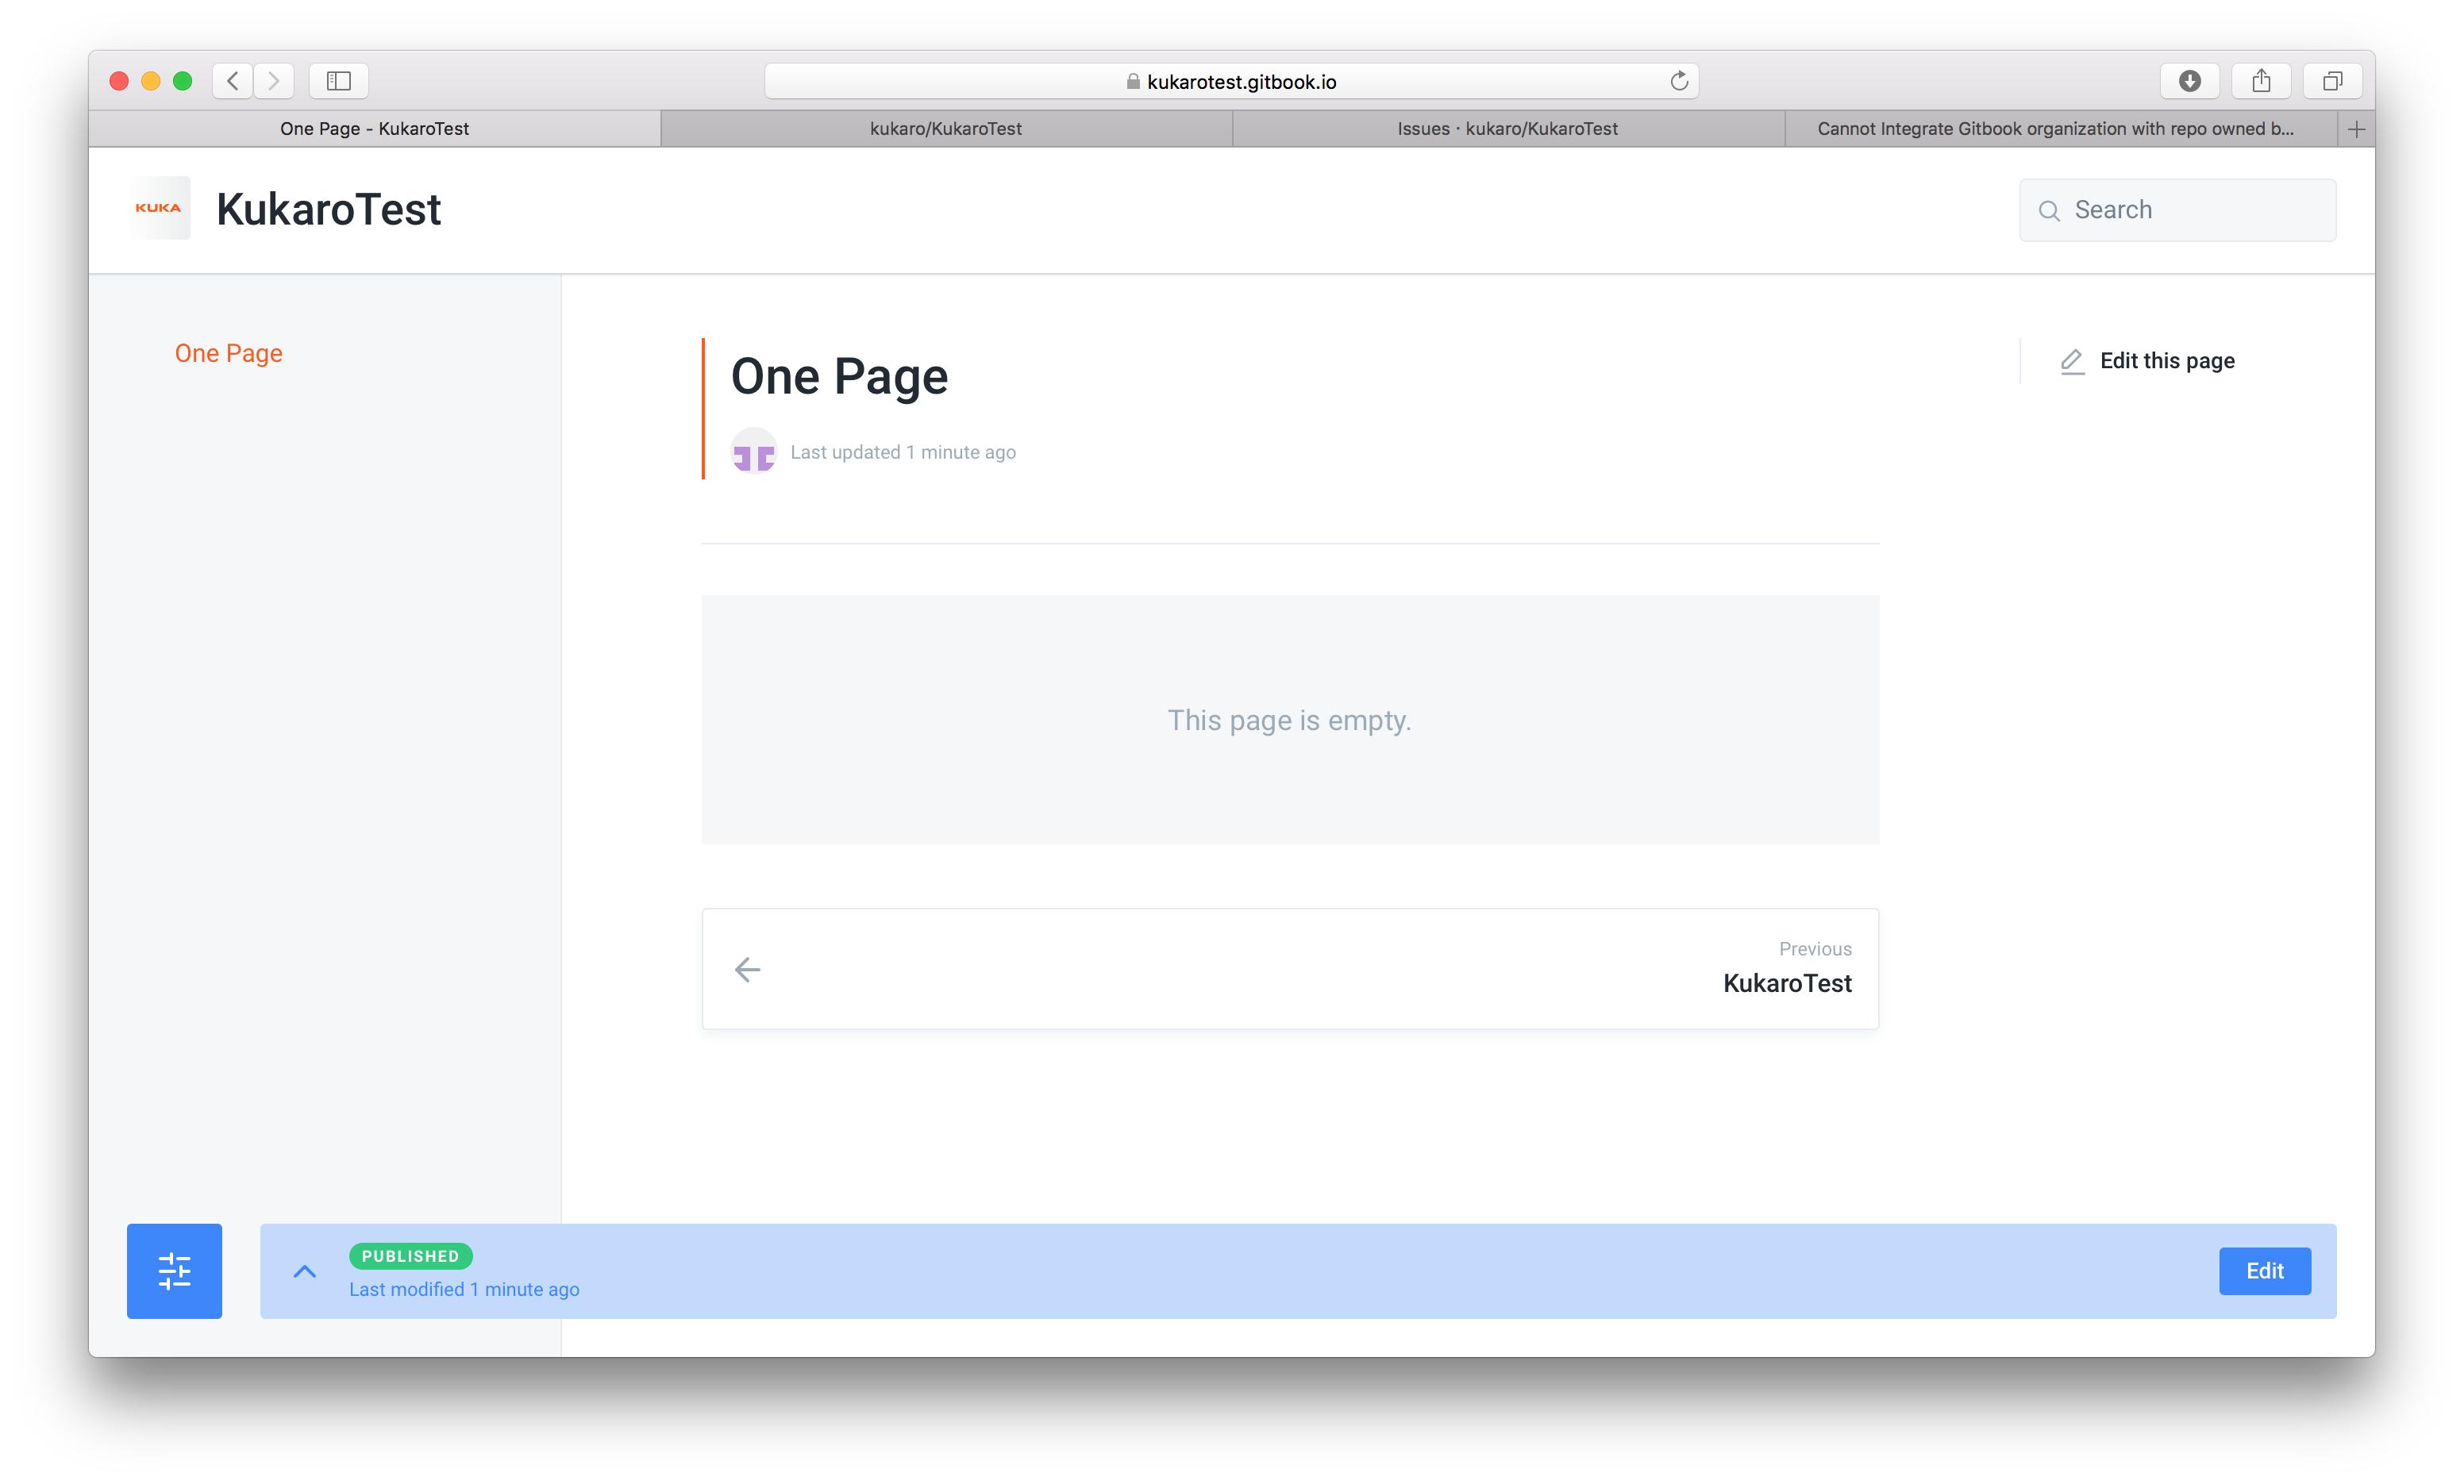 kukarotest.gitbook.io
One Page - KukaroTest
kukaro/KukaroTest
Issues · kukaro/KukaroTest
Cannot Integrate Gitbook organization with repo owned b...
KUKA
KukaroTest
Search
One Page
One Page
Last updated 1 minute ago
Edit this page
This page is empty.
Previous
KukaroTest
PUBLISHED
Last modified 1 minute ago
Edit